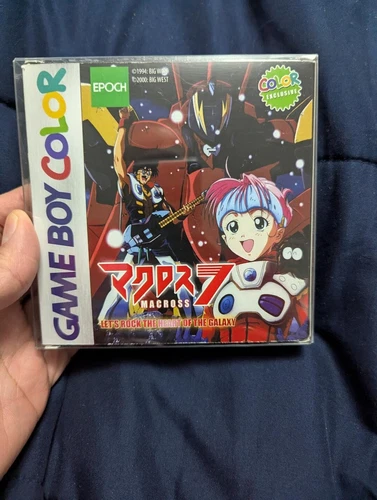 GAME BOY COLOR
EPOCH
©1994: BIG WEST
©2000: BIG WEST
COLOR
EXCLUSIVE
マクロス7
MACROSS
LET'S ROCK THE HEART OF THE GALAXY